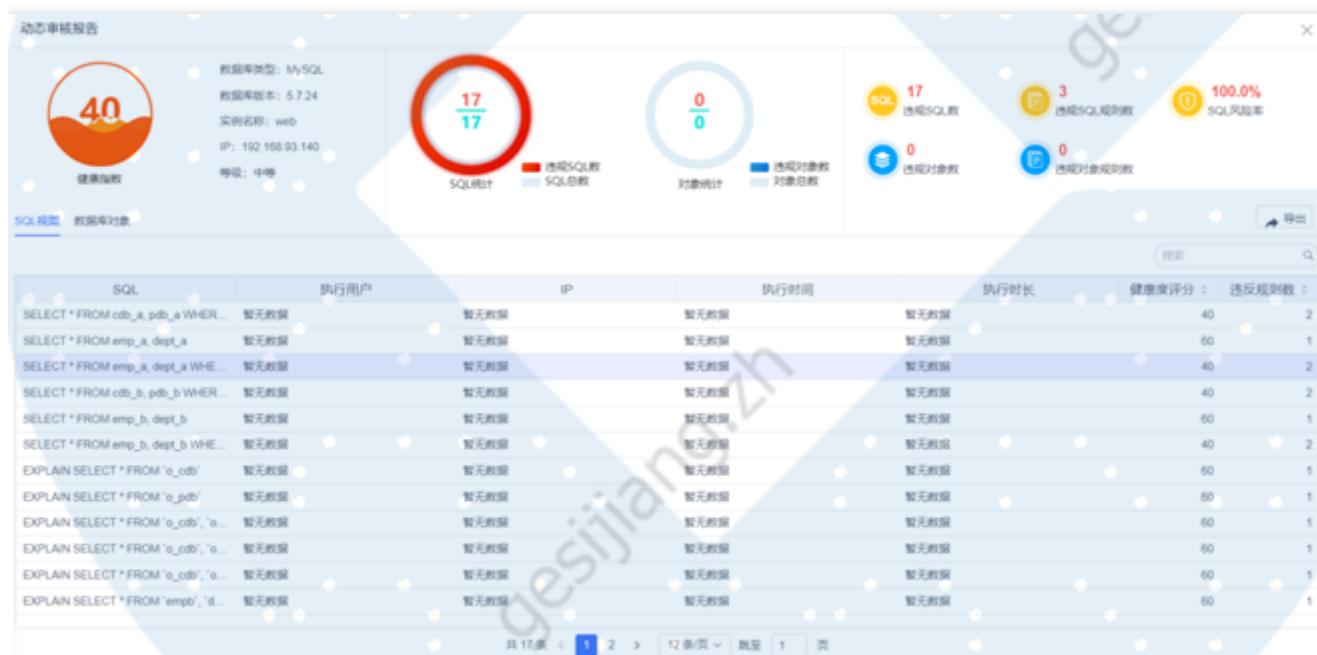 动态审核报告
40
健康指数
数据库类型：MySQL
数据库版本：5.7.24
实例名称：web
IP：192.168.93.140
等级：中等
17
17
SQL统计
违规SQL数
SQL总数
0
0
对象统计
违规对象数
对象总数
SQL
17
违规SQL数
3
违规SQL规则数
100.0%
SQL风险率
0
违规对象数
0
违规对象规则数
SQL视图 数据库对象
导出
搜索
SQL 执行用户 IP 执行时间 执行时长 健康度评分 违反规则数
SELECT * FROM cdb_a, pdb_a WHER... 暂无数据 暂无数据 暂无数据 暂无数据 40 2
SELECT * FROM emp_a, dept_a 暂无数据 暂无数据 暂无数据 暂无数据 60 1
SELECT * FROM emp_a, dept_a WHE... 暂无数据 暂无数据 暂无数据 暂无数据 40 2
SELECT * FROM cdb_b, pdb_b WHER... 暂无数据 暂无数据 暂无数据 暂无数据 40 2
SELECT * FROM emp_b, dept_b 暂无数据 暂无数据 暂无数据 暂无数据 60 1
SELECT * FROM emp_b, dept_b WHE... 暂无数据 暂无数据 暂无数据 暂无数据 40 2
EXPLAIN SELECT * FROM `o_cdb` 暂无数据 暂无数据 暂无数据 暂无数据 60 1
EXPLAIN SELECT * FROM `o_pdb` 暂无数据 暂无数据 暂无数据 暂无数据 60 1
EXPLAIN SELECT * FROM `o_cdb`, `o... 暂无数据 暂无数据 暂无数据 暂无数据 60 1
EXPLAIN SELECT * FROM `o_cdb`, `o... 暂无数据 暂无数据 暂无数据 暂无数据 60 1
EXPLAIN SELECT * FROM `o_cdb`, `o... 暂无数据 暂无数据 暂无数据 暂无数据 60 1
EXPLAIN SELECT * FROM `empb`, `d... 暂无数据 暂无数据 暂无数据 暂无数据 60 1
共 17 条 < 1 2 > 12 条/页 跳至 1 页
gesijiang.zh